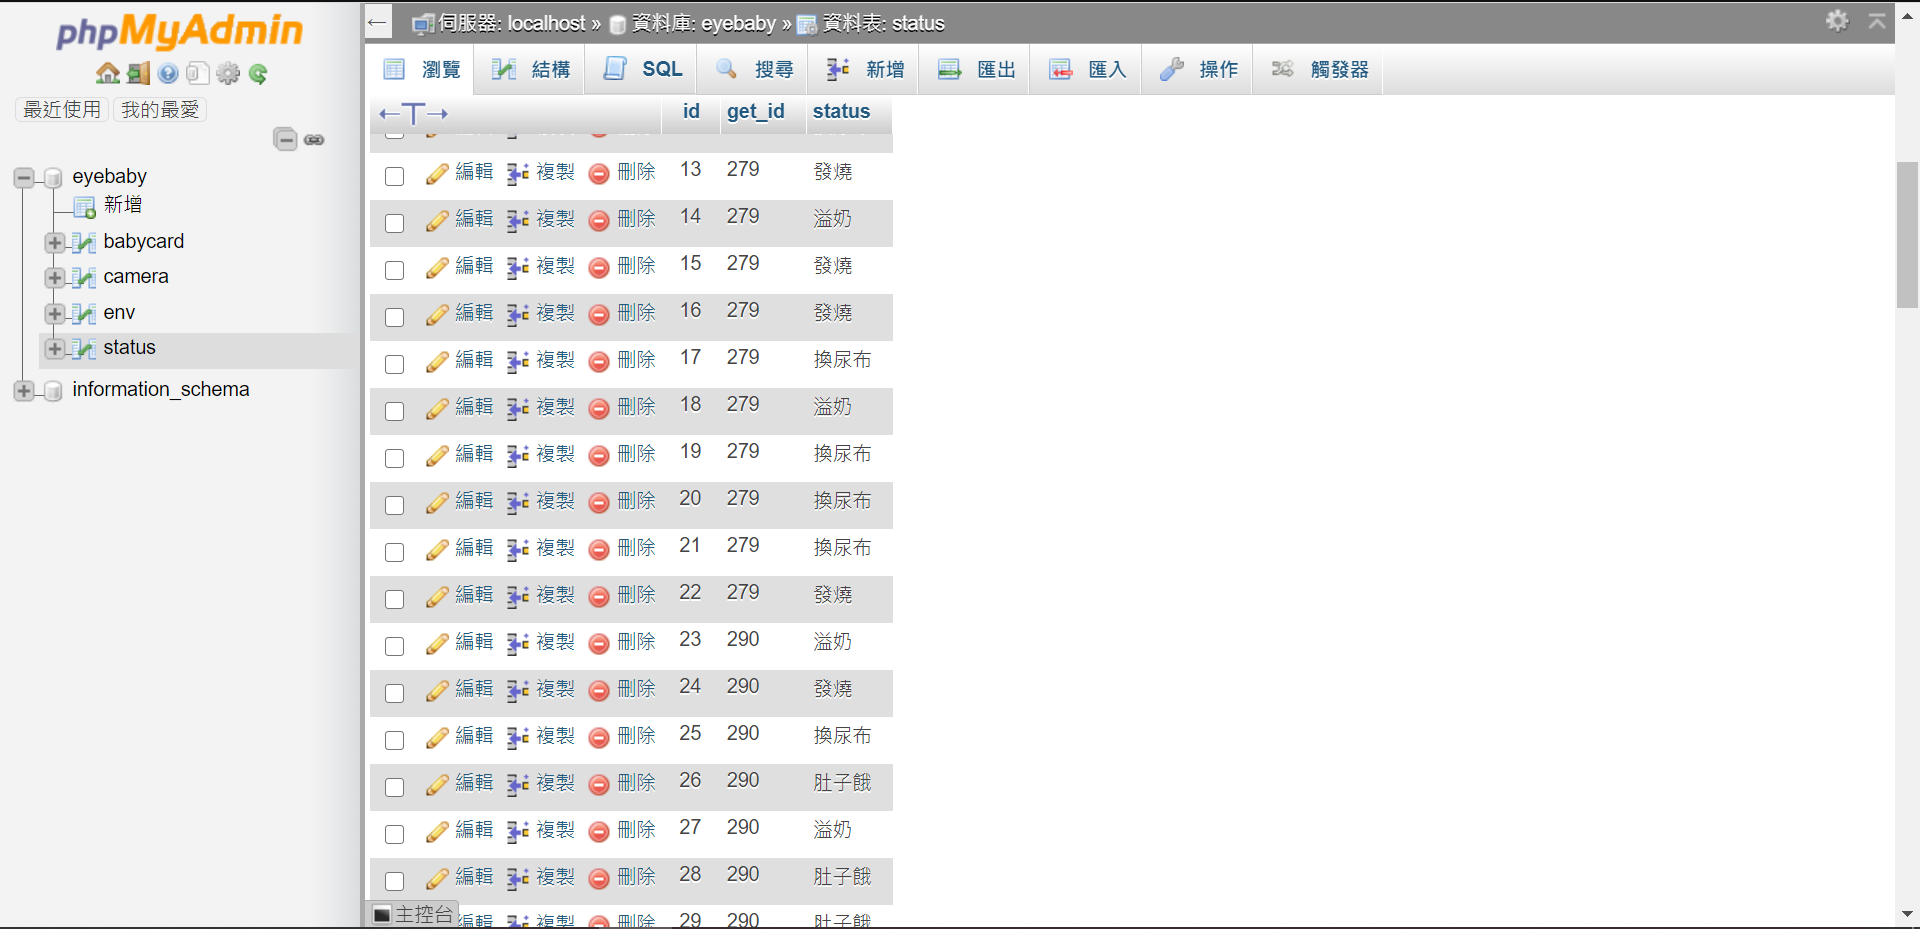 phpMyAdmin
最近使用 我的最愛
eyebaby
新增
babycard
camera
env
status
information_schema
← 伺服器: localhost » 資料庫: eyebaby » 資料表: status
瀏覽 結構 SQL 搜尋 新增 匯出 匯入 操作 觸發器
←T→ id get_id status
編輯 複製 刪除 13 279 發燒
編輯 複製 刪除 14 279 溢奶
編輯 複製 刪除 15 279 發燒
編輯 複製 刪除 16 279 發燒
編輯 複製 刪除 17 279 換尿布
編輯 複製 刪除 18 279 溢奶
編輯 複製 刪除 19 279 換尿布
編輯 複製 刪除 20 279 換尿布
編輯 複製 刪除 21 279 換尿布
編輯 複製 刪除 22 279 發燒
編輯 複製 刪除 23 290 溢奶
編輯 複製 刪除 24 290 發燒
編輯 複製 刪除 25 290 換尿布
編輯 複製 刪除 26 290 肚子餓
編輯 複製 刪除 27 290 溢奶
編輯 複製 刪除 28 290 肚子餓
編輯 複製 刪除 29 290 肚子餓
主控台